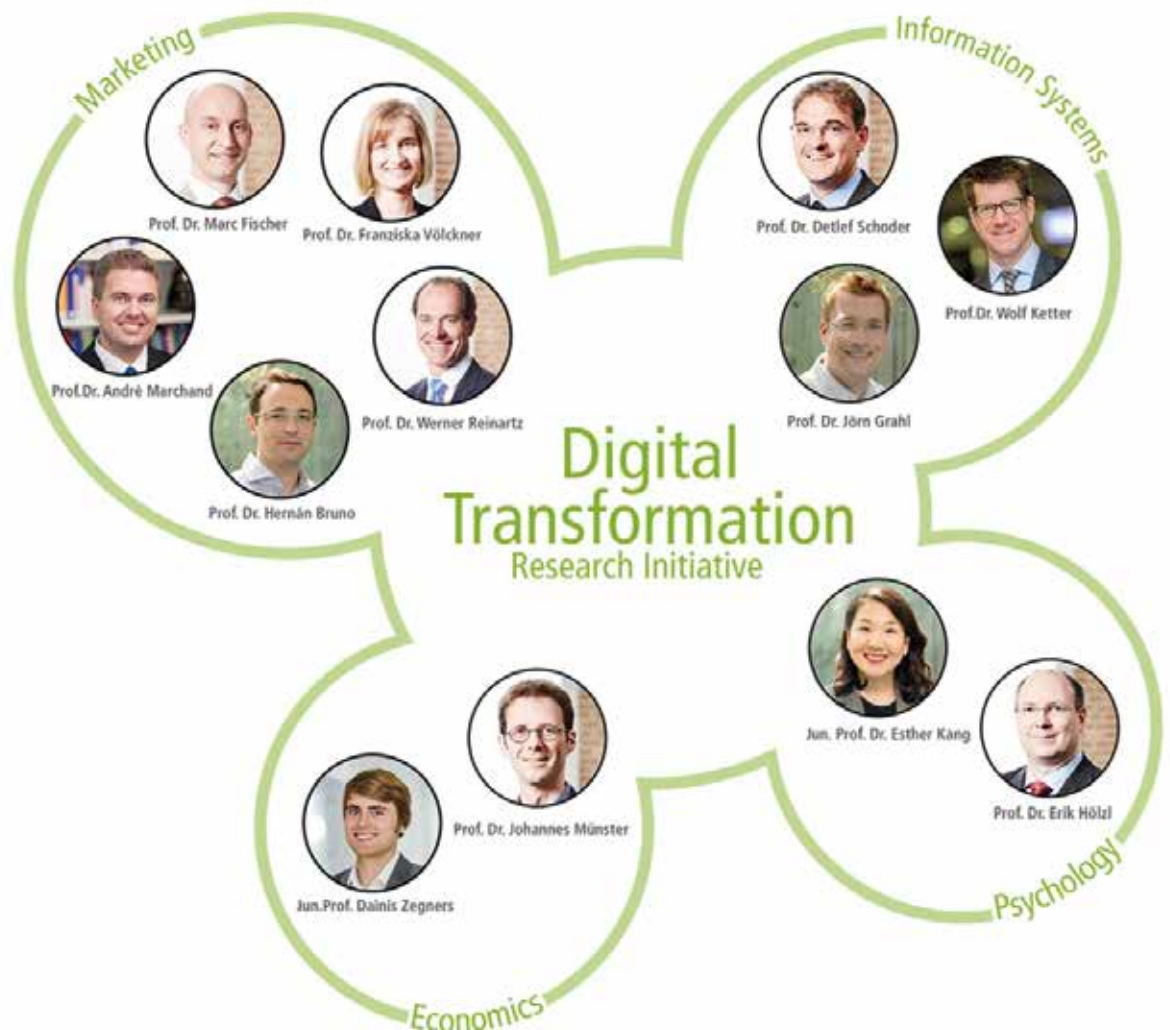 Marketing
Prof. Dr. Marc Fischer
Prof. Dr. Franziska Völckner
Prof.Dr. Andrè Marchand
Prof. Dr. Werner Reinartz
Prof. Dr. Hernán Bruno
Information Systems
Prof. Dr. Detlef Schoder
Prof.Dr. Wolf Ketter
Prof. Dr. Jörn Grahl
Digital
Transformation
Research Initiative
Jun. Prof. Dr. Esther Kang
Prof. Dr. Erik Hölzl
Psychology
Prof. Dr. Johannes Münster
Jun.Prof. Dainis Zegners
Economics